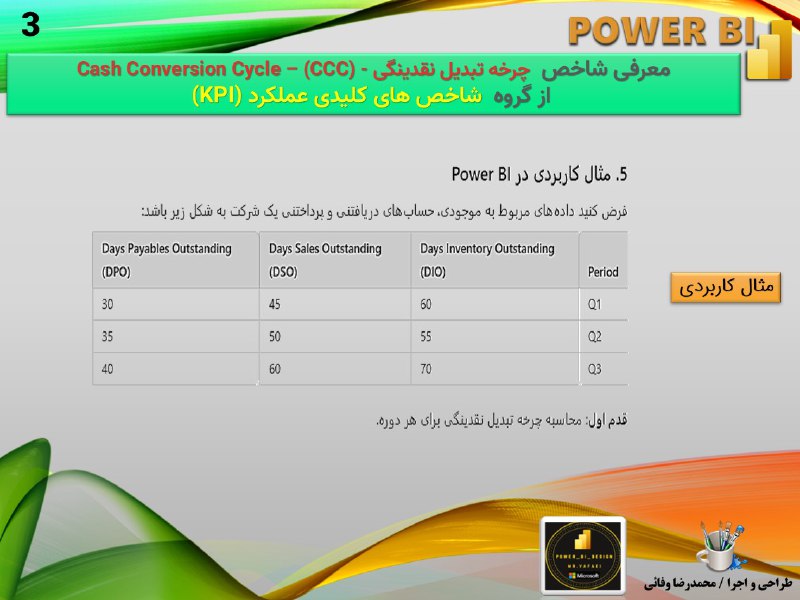 3
POWER BI
معرفی شاخص چرخه تبدیل نقدینگی - (CCC) – Cash Conversion Cycle
از گروه شاخص های کلیدی عملکرد (KPI)
5. مثال کاربردی در Power BI
فرض کنید داده‌های مربوط به موجودی، حساب‌های دریافتنی و پرداختنی یک شرکت به شکل زیر باشد:
Days Payables Outstanding (DPO) Days Sales Outstanding (DSO) Days Inventory Outstanding (DIO) Period
30 45 60 Q1
35 50 55 Q2
40 60 70 Q3
مثال کاربردی
قدم اول: محاسبه چرخه تبدیل نقدینگی برای هر دوره.
POWER_BI_DESIGN
MR.VAFAEI
Microsoft
طراحی و اجرا / محمدرضا وفائی